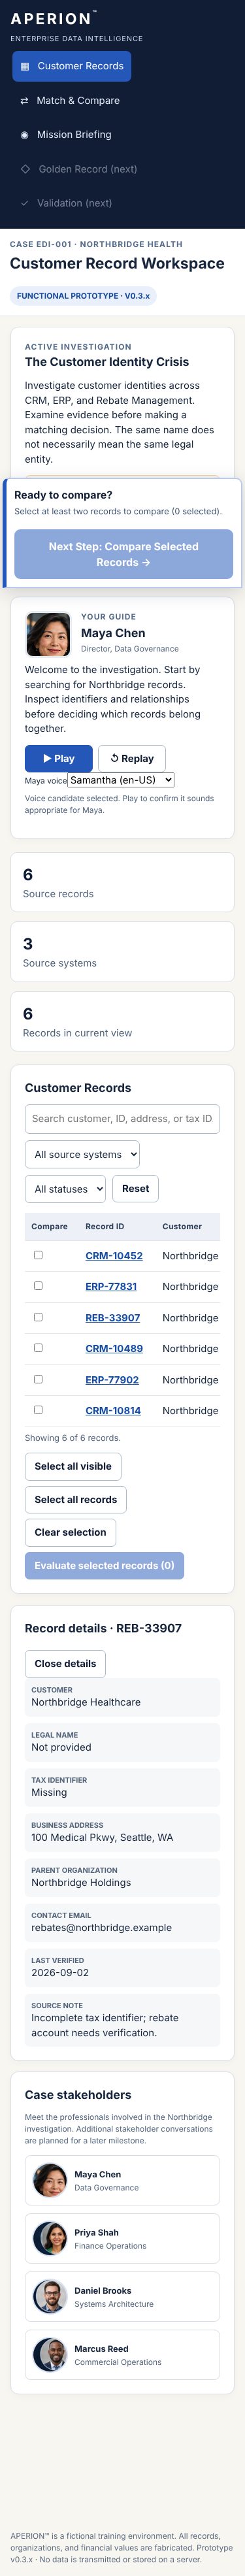 APERION™
ENTERPRISE DATA INTELLIGENCE
▦ Customer Records
⇄ Match & Compare
◉ Mission Briefing
◇ Golden Record (next)
✓ Validation (next)
CASE EDI-001 · NORTHBRIDGE HEALTH
Customer Record Workspace
FUNCTIONAL PROTOTYPE · V0.3.x
ACTIVE INVESTIGATION
The Customer Identity Crisis
Investigate customer identities across
CRM, ERP, and Rebate Management.
Examine evidence before making a
matching decision. The same name does
not necessarily mean the same legal
entity.
Ready to compare?
Select at least two records to compare (0 selected).
Next Step: Compare Selected
Records →
YOUR GUIDE
Maya Chen
Director, Data Governance
Welcome to the investigation. Start by
searching for Northbridge records.
Inspect identifiers and relationships
before deciding which records belong
together.
▶ Play
↺ Replay
Maya voice Samantha (en-US)
Voice candidate selected. Play to confirm it sounds
appropriate for Maya.
6
Source records
3
Source systems
6
Records in current view
Customer Records
Search customer, ID, address, or tax ID
All source systems
All statuses
Reset
Compare Record ID Customer
CRM-10452 Northbridge
ERP-77831 Northbridge
REB-33907 Northbridge
CRM-10489 Northbridge
ERP-77902 Northbridge
CRM-10814 Northbridge
Showing 6 of 6 records.
Select all visible
Select all records
Clear selection
Evaluate selected records (0)
Record details · REB-33907
Close details
CUSTOMER
Northbridge Healthcare
LEGAL NAME
Not provided
TAX IDENTIFIER
Missing
BUSINESS ADDRESS
100 Medical Pkwy, Seattle, WA
PARENT ORGANIZATION
Northbridge Holdings
CONTACT EMAIL
rebates@northbridge.example
LAST VERIFIED
2026-09-02
SOURCE NOTE
Incomplete tax identifier; rebate
account needs verification.
Case stakeholders
Meet the professionals involved in the Northbridge
investigation. Additional stakeholder conversations
are planned for a later milestone.
Maya Chen
Data Governance
Priya Shah
Finance Operations
Daniel Brooks
Systems Architecture
Marcus Reed
Commercial Operations
APERION™ is a fictional training environment. All records,
organizations, and financial values are fabricated. Prototype
v0.3.x · No data is transmitted or stored on a server.